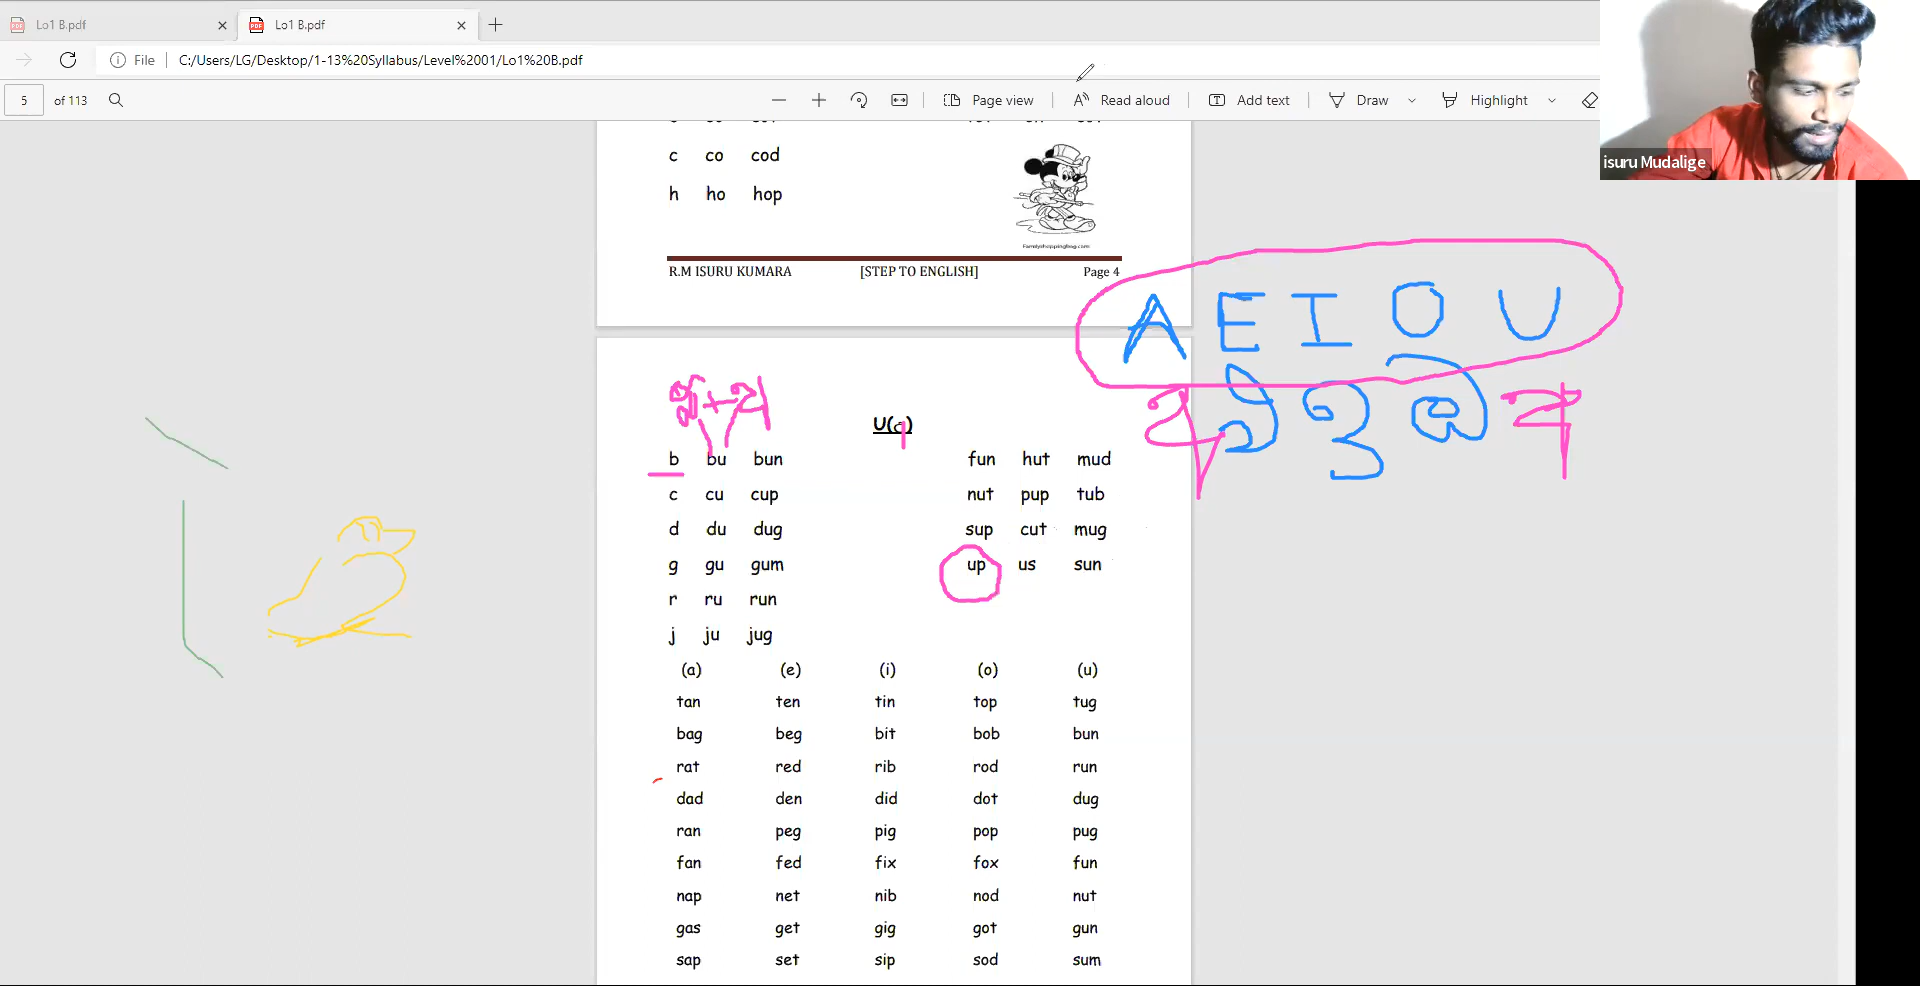 Lo1 B.pdf
Lo1 B.pdf
File C:/Users/LG/Desktop/1-13%20Syllabus/Level%2001/Lo1%20B.pdf
5 of 113 Page view Read aloud Add text Draw Highlight
isuru Mudalige
c co cod
h ho hop
Familyshoppingbag.com
R.M ISURU KUMARA [STEP TO ENGLISH] Page 4
A E I O U
U(
b bu bun fun hut mud
c cu cup nut pup tub
d du dug sup cut mug
g gu gum up us sun
r ru run
j ju jug
(a) (e) (i) (o) (u)
tan ten tin top tug
bag beg bit bob bun
rat red rib rod run
dad den did dot dug
ran peg pig pop pug
fan fed fix fox fun
nap net nib nod nut
gas get gig got gun
sap set sip sod sum